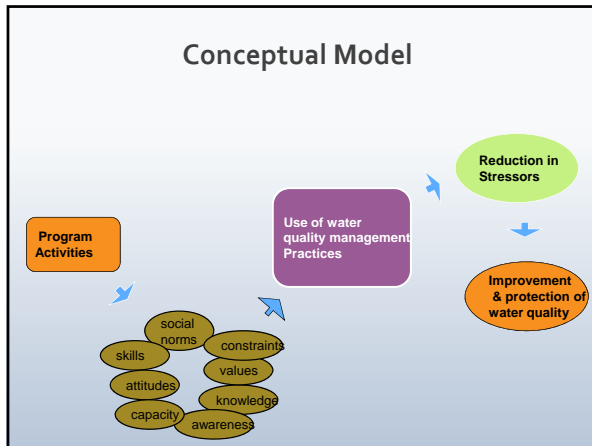 Conceptual Model
Program
Activities
social
norms
skills
constraints
attitudes
values
capacity
knowledge
awareness
Use of water
quality management
Practices
Reduction in
Stressors
Improvement
& protection of
water quality